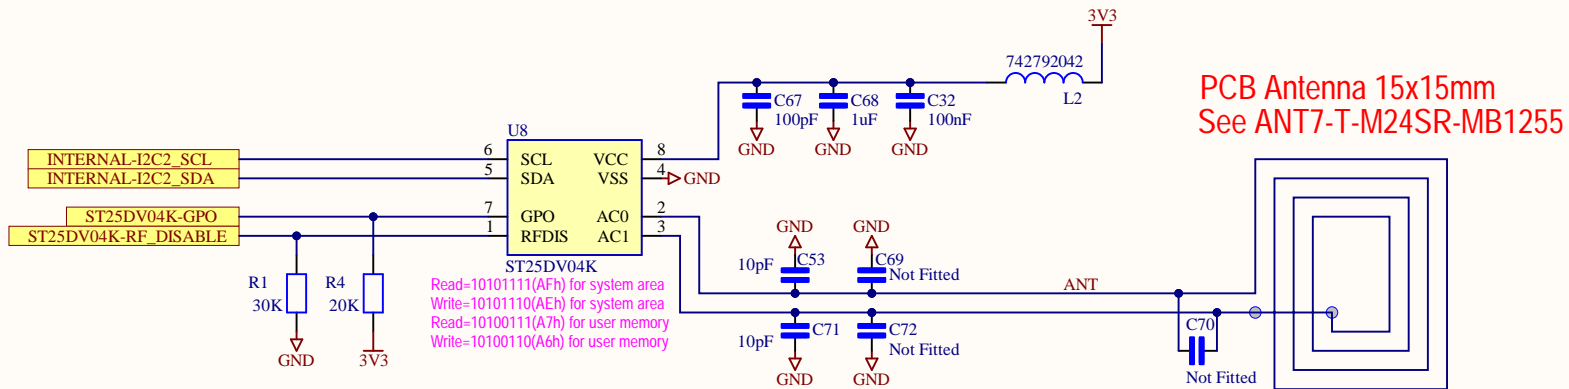 3V3
742792042
L2
PCB Antenna 15x15mm
See ANT7-T-M24SR-MB1255
C67
100pF
C68
1uF
C32
100nF
GND
GND
GND
U8
INTERNAL-I2C2_SCL
6
SCL
VCC
8
INTERNAL-I2C2_SDA
5
SDA
VSS
4
GND
ST25DV04K-GPO
7
GPO
AC0
2
ST25DV04K-RF_DISABLE
1
RFDIS
AC1
3
ST25DV04K
GND
GND
10pF
C53
C69
Not Fitted
ANT
R1
30K
R4
20K
Read=10101111(AFh) for system area
Write=10101110(AEh) for system area
Read=10100111(A7h) for user memory
Write=10100110(A6h) for user memory
GND
3V3
10pF
C71
C72
Not Fitted
GND
GND
C70
Not Fitted